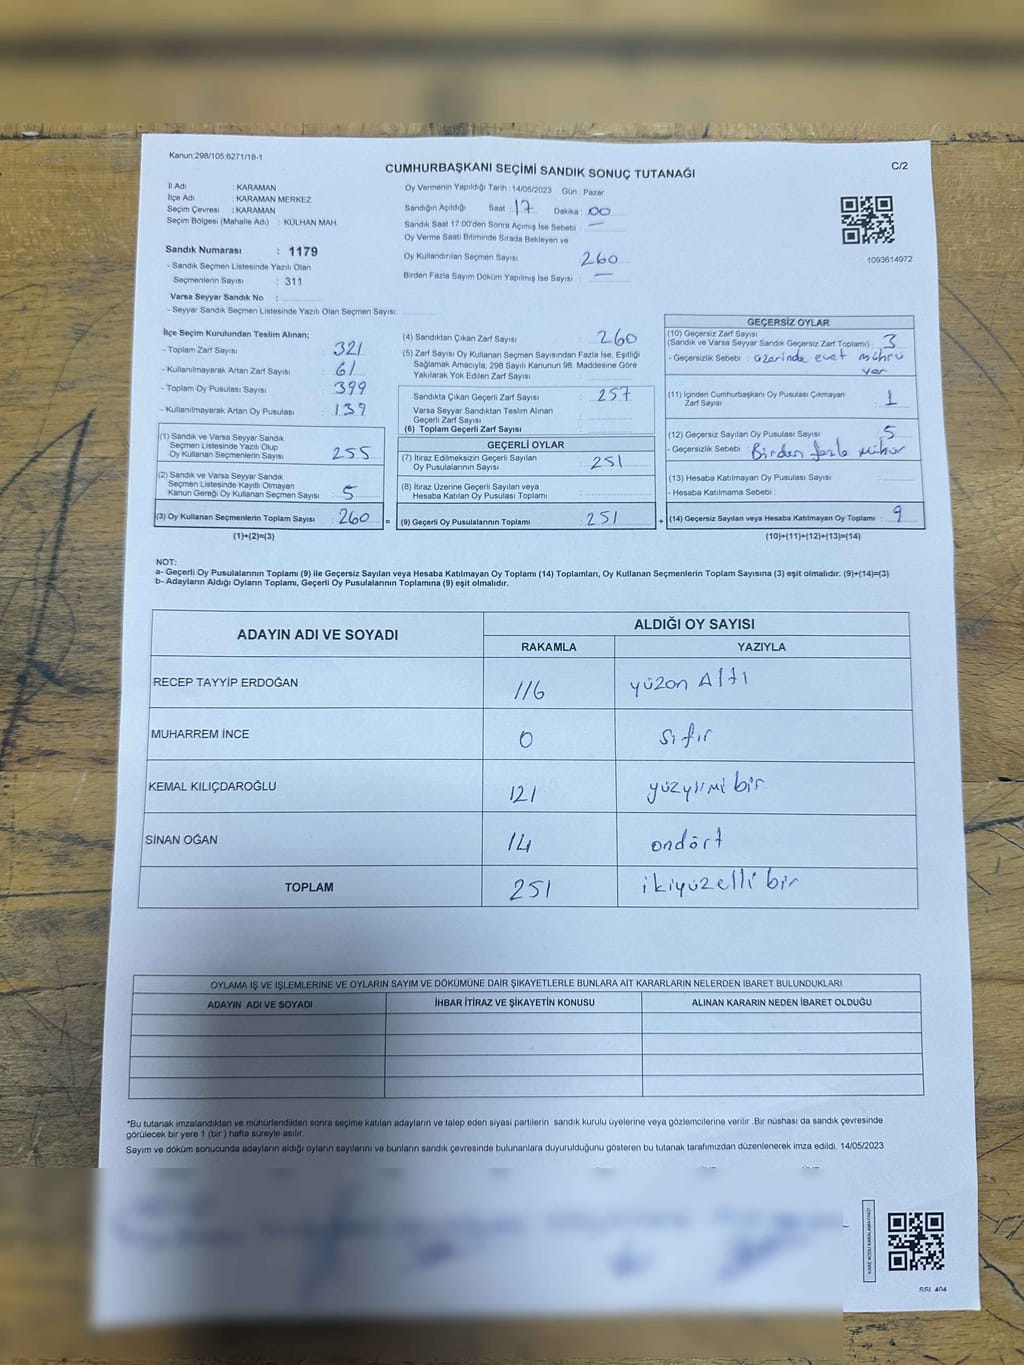 Kanun;298/105,6271/18-1
C/2
CUMHURBAŞKANI SEÇİMİ SANDIK SONUÇ TUTANAĞI
İl Adı : KARAMAN
İlçe Adı : KARAMAN MERKEZ
Seçim Çevresi : KARAMAN
Seçim Bölgesi (Mahalle Adı) : KÜLHAN MAH
Sandık Numarası : 1179
- Sandık Seçmen Listesinde Yazılı Olan
Seçmenlerin Sayısı : 311
Varsa Seyyar Sandık No :
- Seyyar Sandık Seçmen Listesinde Yazılı Olan Seçmen Sayısı
Oy Vermenin Yapıldığı Tarih : 14/05/2023 Gün : Pazar
Sandığın Açıldığı Saat 17 Dakika : 00
Sandık Saat 17 00'den Sonra Açımış İse Sebebi : —
Oy Verme Saati Bitiminde Sırada Bekleyen ve
Oy Kullandırılan Seçmen Sayısı 260
Birden Fazla Sayım Döküm Yapılmış İse Sayısı : —
1093614972
İlçe Seçim Kurulundan Teslim Alınan;
- Toplam Zarf Sayısı : 321
- Kullanılmayarak Artan Zarf Sayısı : 61
- Toplam Oy Pusulası Sayısı : 399
- Kullanılmayarak Artan Oy Pusulası : 139
(1) Sandık ve Varsa Seyyar Sandık
Seçmen Listesinde Yazılı Olup
Oy Kullanan Seçmenlerin Sayısı 255
(2) Sandık ve Varsa Seyyar Sandık
Seçmen Listesinde Kayıtlı Olmayan
Kanun Gereği Oy Kullanan Seçmen Sayısı : 5
(3) Oy Kullanan Seçmenlerin Toplam Sayısı : 260 =
(1)+(2)=(3)
(4) Sandıktan Çıkan Zarf Sayısı : 260
(5) Zarf Sayısı Oy Kullanan Seçmen Sayısından Fazla İse, Eşitliği
Sağlamak Amacıyla; 298 Sayılı Kanunun 98. Maddesine Göre
Yakılarak Yok Edilen Zarf Sayısı :
Sandıkta Çıkan Geçerli Zarf Sayısı : 257
Varsa Seyyar Sandıktan Teslim Alınan
Geçerli Zarf Sayısı :
(6) Toplam Geçerli Zarf Sayısı :
GEÇERLİ OYLAR
(7) İtiraz Edilmeksizin Geçerli Sayılan
Oy Pusulalarının Sayısı : 251
(8) İtiraz Üzerine Geçerli Sayılan veya
Hesaba Katılan Oy Pusulası Toplamı :
(9) Geçerli Oy Pusulalarının Toplamı : 251 +
GEÇERSİZ OYLAR
(10) Geçersiz Zarf Sayısı
(Sandık ve Varsa Seyyar Sandık Geçersiz Zarf Toplamı) : 3
- Geçersizlik Sebebi : üzerinde evet mührü
var
(11) İçinden Cumhurbaşkanı Oy Pusulası Çıkmayan
Zarf Sayısı : 1
(12) Geçersiz Sayılan Oy Pusulası Sayısı : 5
- Geçersizlik Sebebi : Birden fazla mühür
(13) Hesaba Katılmayan Oy Pusulası Sayısı :
- Hesaba Katılmama Sebebi :
(14) Geçersiz Sayılan veya Hesaba Katılmayan Oy Toplamı : 9
(10)+(11)+(12)+(13)=(14)
NOT:
a- Geçerli Oy Pusulalarının Toplamı (9) ile Geçersiz Sayılan veya Hesaba Katılmayan Oy Toplamı (14) Toplamları, Oy Kullanan Seçmenlerin Toplam Sayısına (3) eşit olmalıdır. (9)+(14)=(3)
b- Adayların Aldığı Oyların Toplamı, Geçerli Oy Pusulalarının Toplamına (9) eşit olmalıdır.
ADAYIN ADI VE SOYADI
ALDIĞI OY SAYISI
RAKAMLA YAZIYLA
RECEP TAYYİP ERDOĞAN 116 yüzon Altı
MUHARREM İNCE 0 sıfır
KEMAL KILIÇDAROĞLU 121 yüzyirmi bir
SİNAN OĞAN 14 ondört
TOPLAM 251 ikiyüzelli bir
OYLAMA İŞ VE İŞLEMLERİNE VE OYLARIN SAYIM VE DÖKÜMÜNE DAİR ŞİKAYETLERLE BUNLARA AİT KARARLARIN NELERDEN İBARET BULUNDUKLARI
ADAYIN ADI VE SOYADI İHBAR İTİRAZ VE ŞİKAYETİN KONUSU ALINAN KARARIN NEDEN İBARET OLDUĞU
*Bu tutanak imzalandıktan ve mühürlendikten sonra seçime katılan adayların ve talep eden siyasi partilerin sandık kurulu üyelerine veya gözlemcilerine verilir. Bir nüshası da sandık çevresinde
görülecek bir yere 1 (bir) hafta süreyle asılır.
Sayım ve döküm sonucunda adayların aldığı oyların sayılarını ve bunların sandık çevresinde bulunanlara duyurulduğunu gösteren bu tutanak tarafımızdan düzenlenerek imza edildi. 14/05/2023
KARE KODU KARALAMAYINIZ!